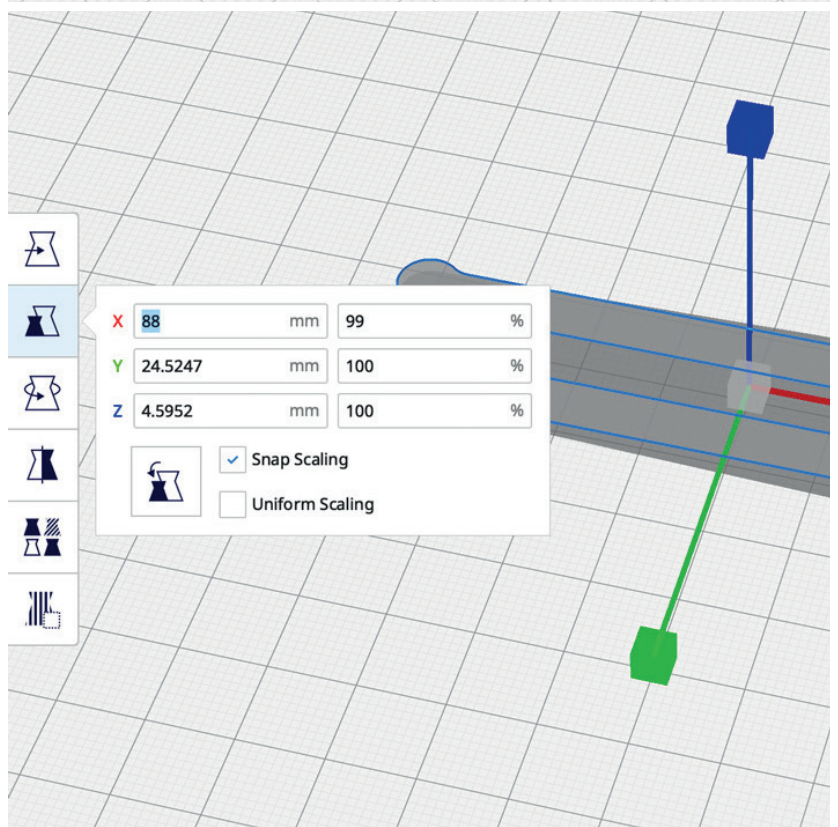 X 88 mm 99 %
Y 24.5247 mm 100 %
Z 4.5952 mm 100 %
Snap Scaling
Uniform Scaling